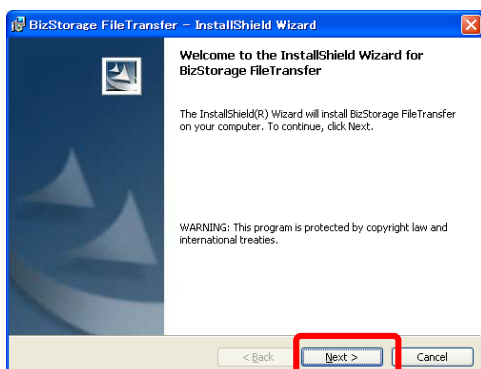 BizStorage FileTransfer - InstallShield Wizard
Welcome to the InstallShield Wizard for
BizStorage FileTransfer
The InstallShield(R) Wizard will install BizStorage FileTransfer
on your computer. To continue, click Next.
WARNING: This program is protected by copyright law and
international treaties.
< Back
Next >
Cancel